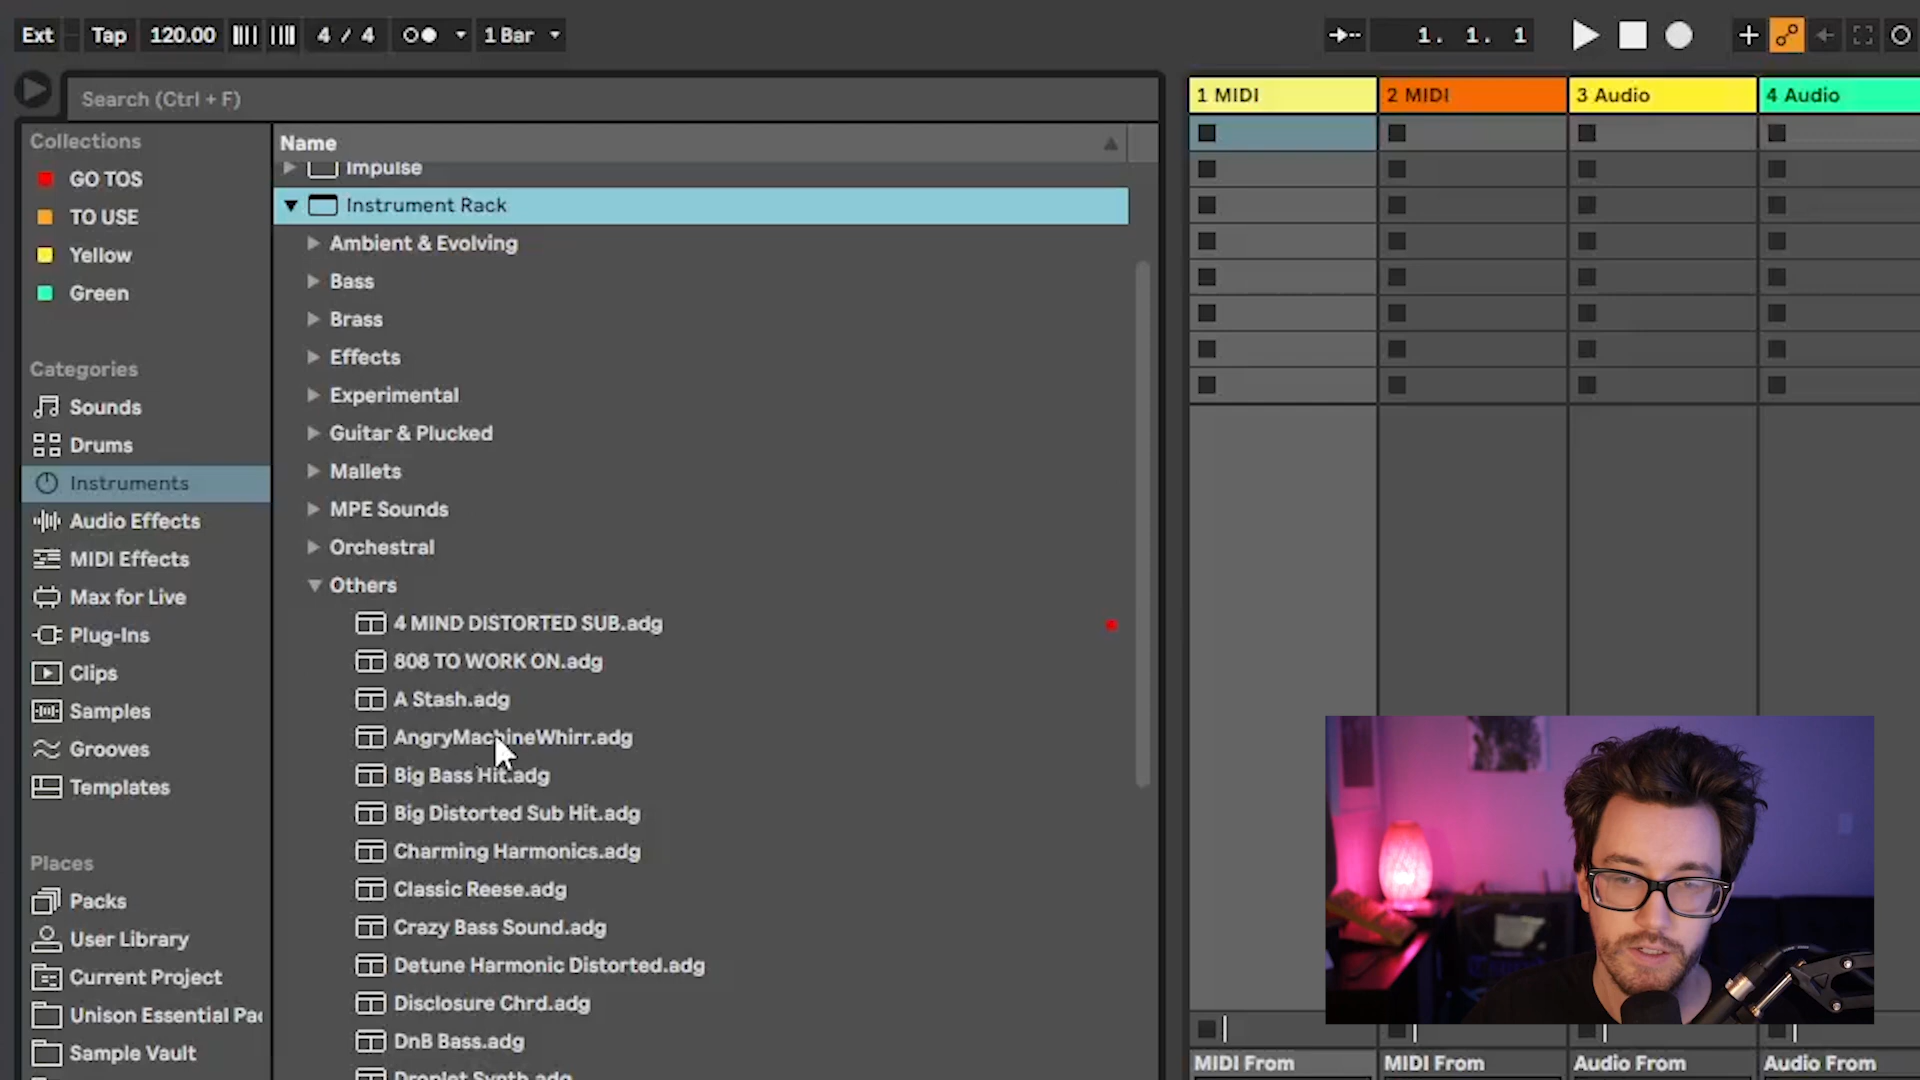 Ext
Tap
120.00
4 / 4
1 Bar
1. 1. 1
Search (Ctrl + F)
Collections
GO TOS
TO USE
Yellow
Green
Categories
Sounds
Drums
Instruments
Audio Effects
MIDI Effects
Max for Live
Plug-Ins
Clips
Samples
Grooves
Templates
Places
Packs
User Library
Current Project
Unison Essential Pac
Sample Vault
Name
Impulse
Instrument Rack
Ambient & Evolving
Bass
Brass
Effects
Experimental
Guitar & Plucked
Mallets
MPE Sounds
Orchestral
Others
4 MIND DISTORTED SUB.adg
808 TO WORK ON.adg
A Stash.adg
AngryMachineWhirr.adg
Big Bass Hit.adg
Big Distorted Sub Hit.adg
Charming Harmonics.adg
Classic Reese.adg
Crazy Bass Sound.adg
Detune Harmonic Distorted.adg
Disclosure Chrd.adg
DnB Bass.adg
Droplet Synth.adg
1 MIDI
2 MIDI
3 Audio
4 Audio
MIDI From
MIDI From
Audio From
Audio From